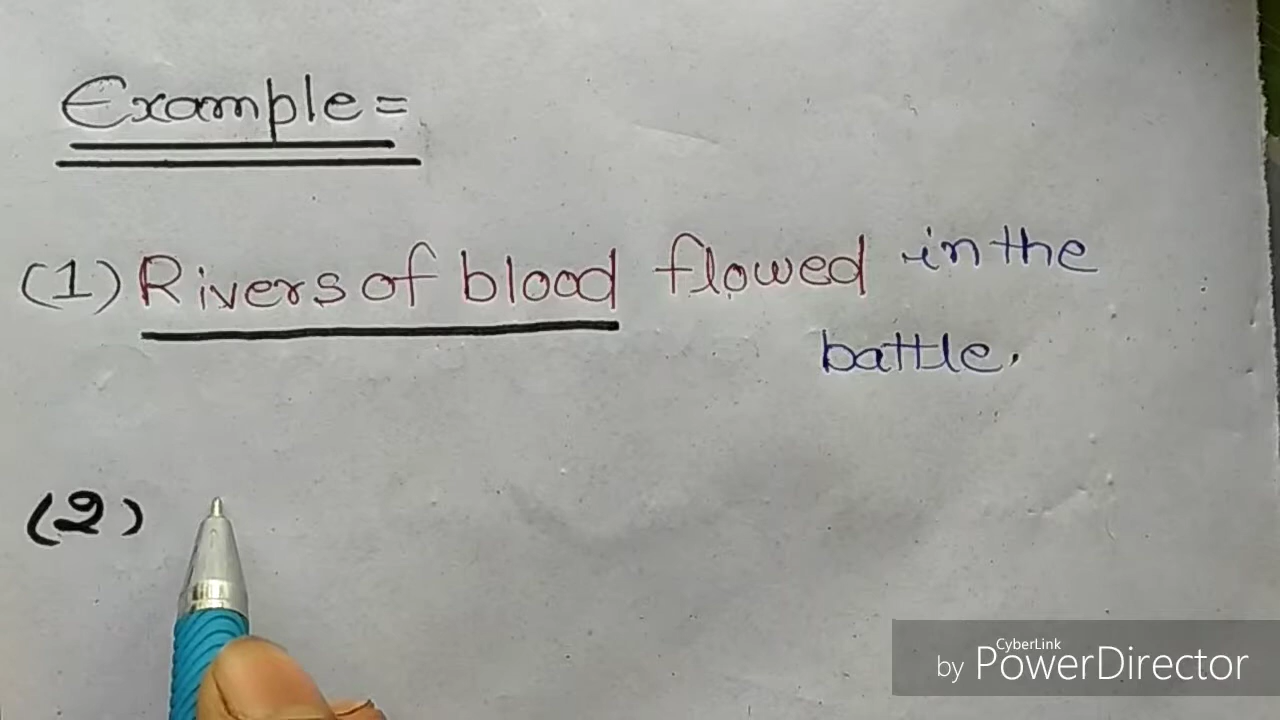 Example=
(1) Rivers of blood flowed in the
battle.
(2)
CyberLink
by PowerDirector